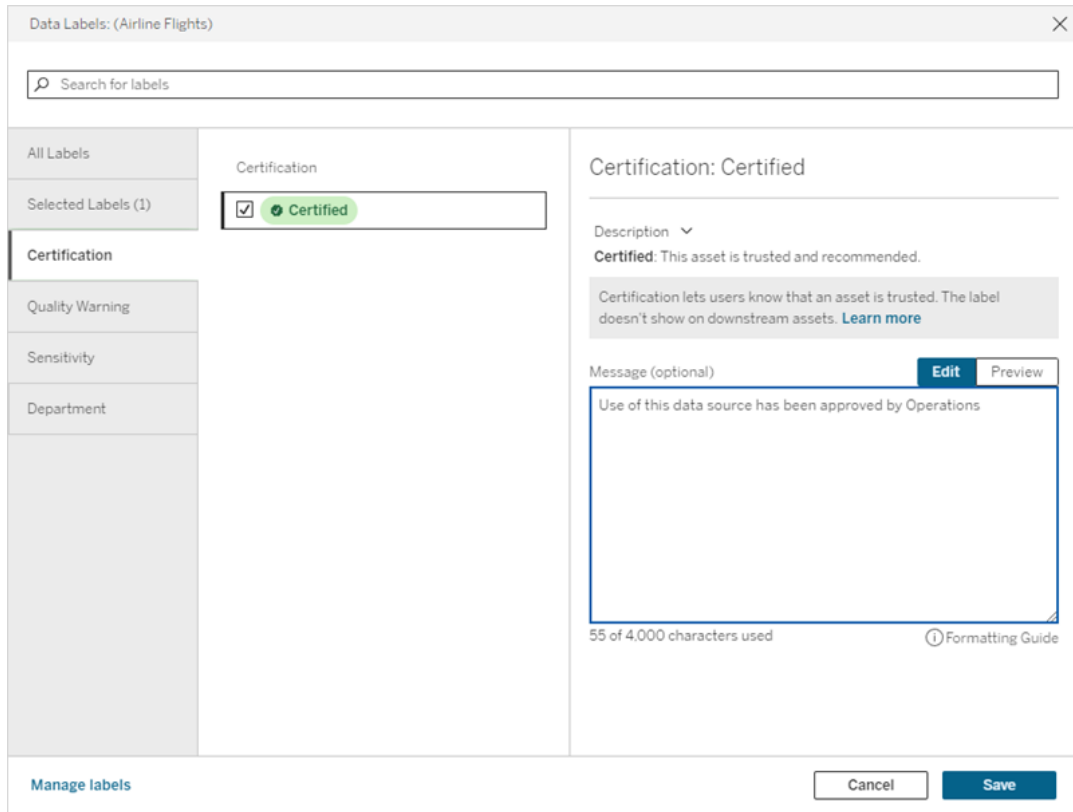 Data Labels: (Airline Flights)
Search for labels
All Labels
Selected Labels (1)
Certification
Quality Warning
Sensitivity
Department
Certification
Certified
Certification: Certified
Description
Certified: This asset is trusted and recommended.
Certification lets users know that an asset is trusted. The label
doesn't show on downstream assets. Learn more
Message (optional)
Edit
Preview
Use of this data source has been approved by Operations
55 of 4,000 characters used
Formatting Guide
Manage labels
Cancel
Save